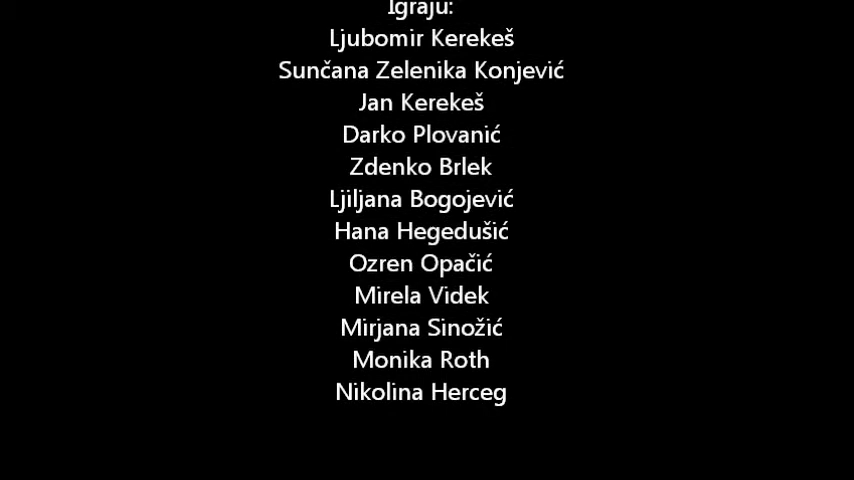 Igraju:
Ljubomir Kerekeš
Sunčana Zelenika Konjević
Jan Kerekeš
Darko Plovanić
Zdenko Brlek
Ljiljana Bogojević
Hana Hegedušić
Ozren Opačić
Mirela Videk
Mirjana Sinožić
Monika Roth
Nikolina Herceg